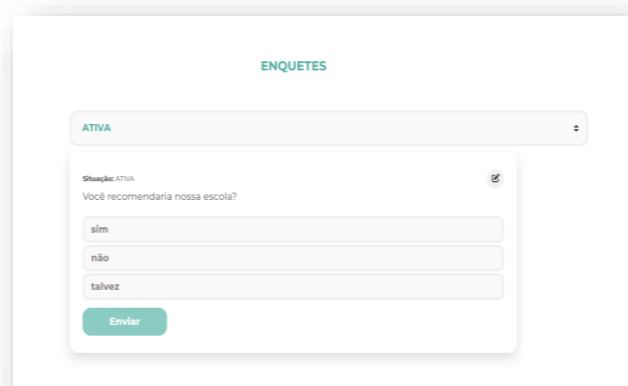 ENQUETES
ATIVA
Situação: ATIVA
Você recomendaria nossa escola?
sim
não
talvez
Enviar